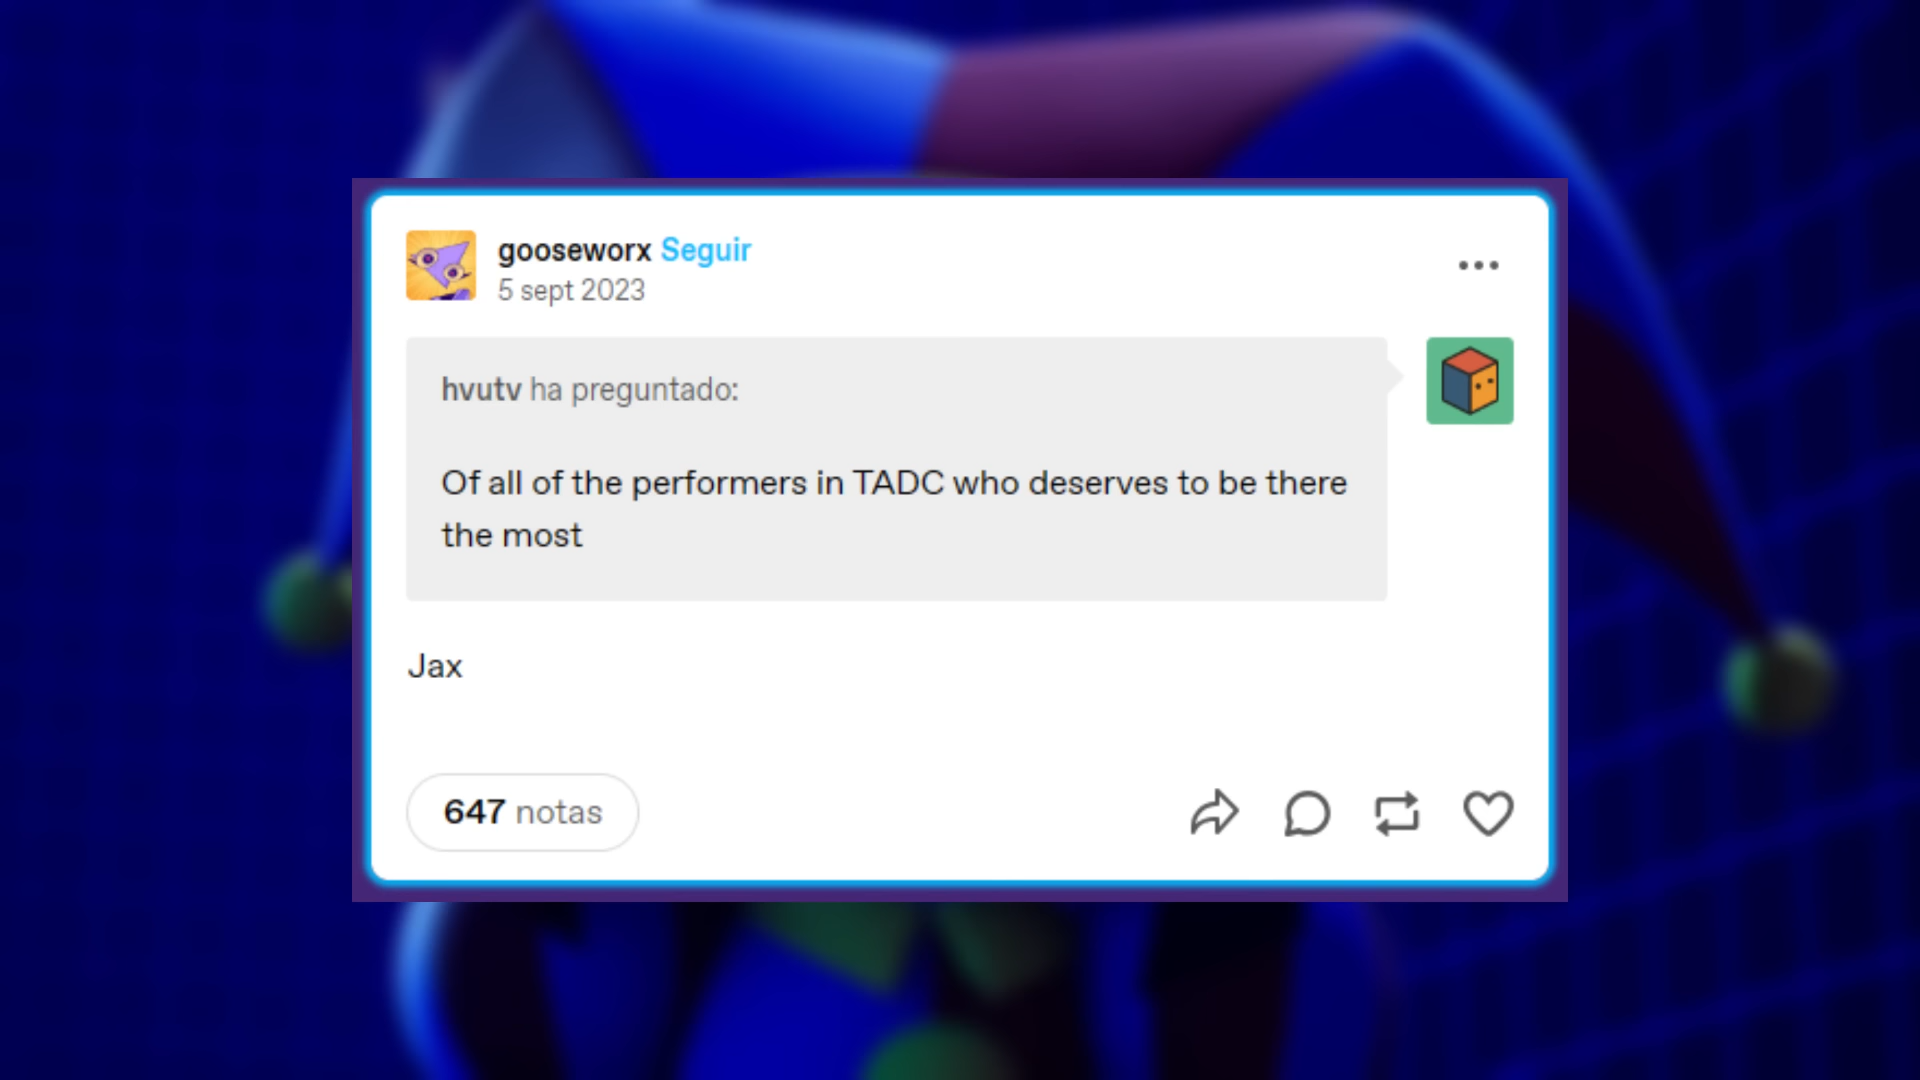 gooseworx Seguir
5 sept 2023
hvutv ha preguntado:
Of all of the performers in TADC who deserves to be there
the most
Jax
647 notas